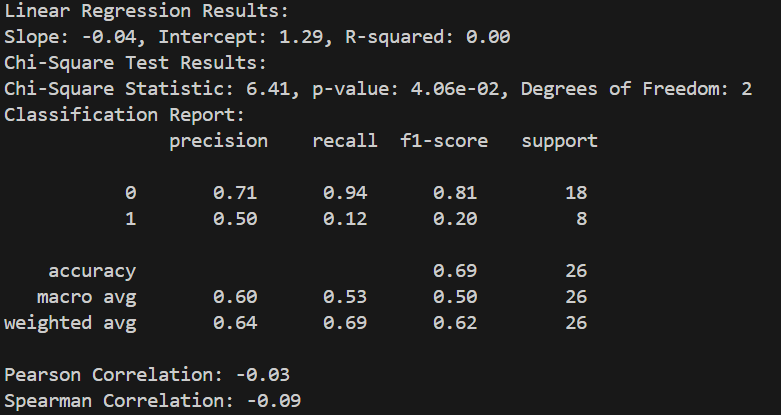 Linear Regression Results:
Slope: -0.04, Intercept: 1.29, R-squared: 0.00
Chi-Square Test Results:
Chi-Square Statistic: 6.41, p-value: 4.06e-02, Degrees of Freedom: 2
Classification Report:
              precision    recall  f1-score   support

           0       0.71      0.94      0.81        18
           1       0.50      0.12      0.20         8

    accuracy                           0.69        26
   macro avg       0.60      0.53      0.50        26
weighted avg       0.64      0.69      0.62        26

Pearson Correlation: -0.03
Spearman Correlation: -0.09